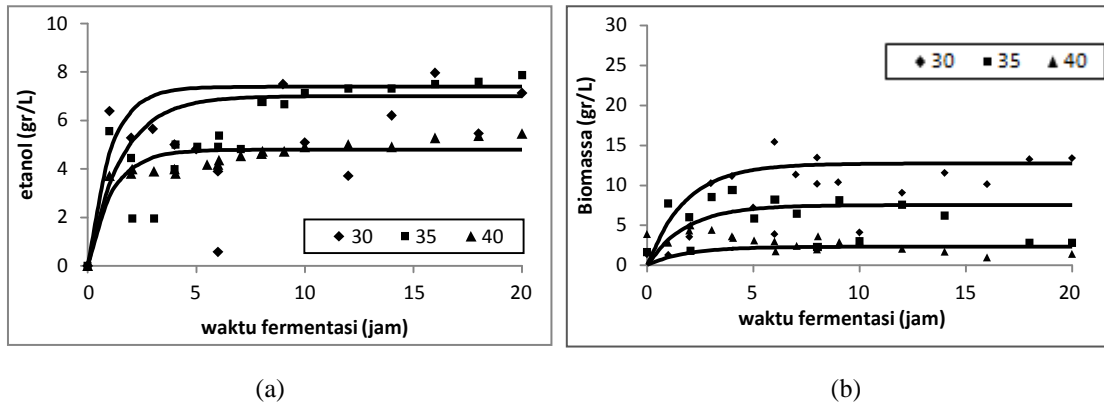 10
8
6
4
2
0
etanol (gr/L)
30 35 40
0 5 10 15 20
waktu fermentasi (jam)
(a)
30
25
20
15
10
5
0
Biomassa (gr/L)
30 35 40
0 5 10 15 20
waktu fermentasi (jam)
(b)